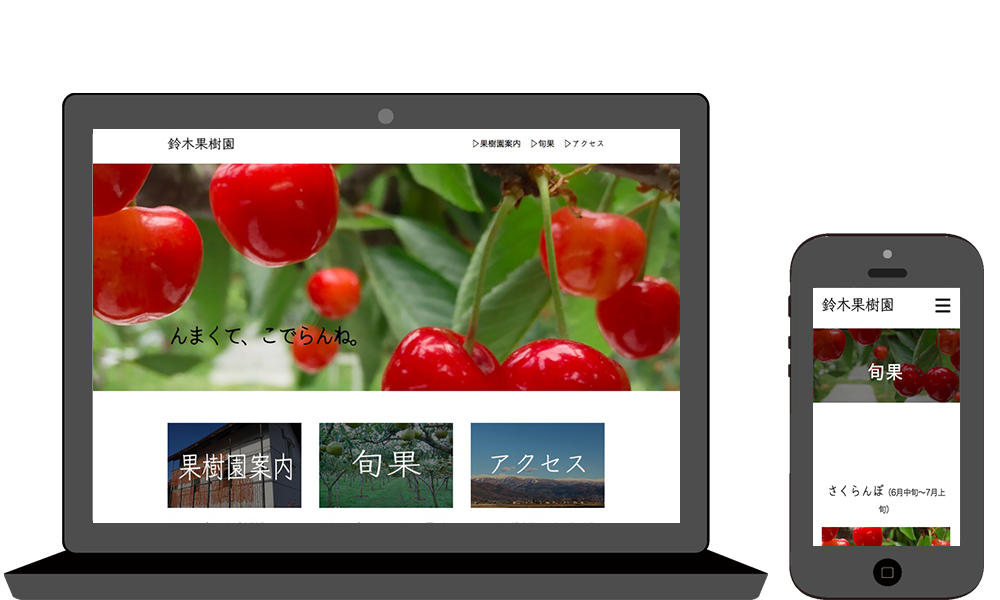 鈴木果樹園
▷果樹園案内 ▷旬果 ▷アクセス
んまくて、こでらんね。
果樹園案内
旬果
アクセス
鈴木果樹園
旬果
さくらんぼ (6月中旬〜7月上
旬)